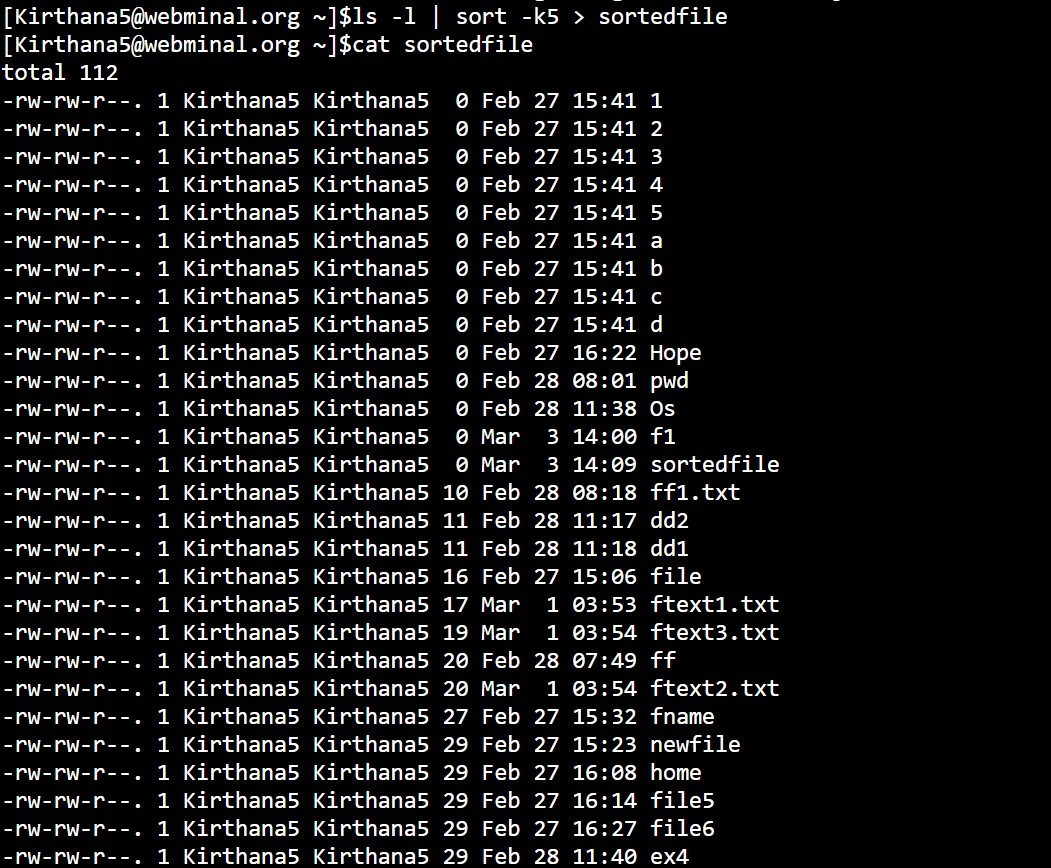 [Kirthana5@webminal.org ~]$ls -l | sort -k5 > sortedfile
[Kirthana5@webminal.org ~]$cat sortedfile
total 112
-rw-rw-r--. 1 Kirthana5 Kirthana5  0 Feb 27 15:41 1
-rw-rw-r--. 1 Kirthana5 Kirthana5  0 Feb 27 15:41 2
-rw-rw-r--. 1 Kirthana5 Kirthana5  0 Feb 27 15:41 3
-rw-rw-r--. 1 Kirthana5 Kirthana5  0 Feb 27 15:41 4
-rw-rw-r--. 1 Kirthana5 Kirthana5  0 Feb 27 15:41 5
-rw-rw-r--. 1 Kirthana5 Kirthana5  0 Feb 27 15:41 a
-rw-rw-r--. 1 Kirthana5 Kirthana5  0 Feb 27 15:41 b
-rw-rw-r--. 1 Kirthana5 Kirthana5  0 Feb 27 15:41 c
-rw-rw-r--. 1 Kirthana5 Kirthana5  0 Feb 27 15:41 d
-rw-rw-r--. 1 Kirthana5 Kirthana5  0 Feb 27 16:22 Hope
-rw-rw-r--. 1 Kirthana5 Kirthana5  0 Feb 28 08:01 pwd
-rw-rw-r--. 1 Kirthana5 Kirthana5  0 Feb 28 11:38 Os
-rw-rw-r--. 1 Kirthana5 Kirthana5  0 Mar  3 14:00 f1
-rw-rw-r--. 1 Kirthana5 Kirthana5  0 Mar  3 14:09 sortedfile
-rw-rw-r--. 1 Kirthana5 Kirthana5 10 Feb 28 08:18 ff1.txt
-rw-rw-r--. 1 Kirthana5 Kirthana5 11 Feb 28 11:17 dd2
-rw-rw-r--. 1 Kirthana5 Kirthana5 11 Feb 28 11:18 dd1
-rw-rw-r--. 1 Kirthana5 Kirthana5 16 Feb 27 15:06 file
-rw-rw-r--. 1 Kirthana5 Kirthana5 17 Mar  1 03:53 ftext1.txt
-rw-rw-r--. 1 Kirthana5 Kirthana5 19 Mar  1 03:54 ftext3.txt
-rw-rw-r--. 1 Kirthana5 Kirthana5 20 Feb 28 07:49 ff
-rw-rw-r--. 1 Kirthana5 Kirthana5 20 Mar  1 03:54 ftext2.txt
-rw-rw-r--. 1 Kirthana5 Kirthana5 27 Feb 27 15:32 fname
-rw-rw-r--. 1 Kirthana5 Kirthana5 29 Feb 27 15:23 newfile
-rw-rw-r--. 1 Kirthana5 Kirthana5 29 Feb 27 16:08 home
-rw-rw-r--. 1 Kirthana5 Kirthana5 29 Feb 27 16:14 file5
-rw-rw-r--. 1 Kirthana5 Kirthana5 29 Feb 27 16:27 file6
-rw-rw-r--. 1 Kirthana5 Kirthana5 29 Feb 28 11:40 ex4